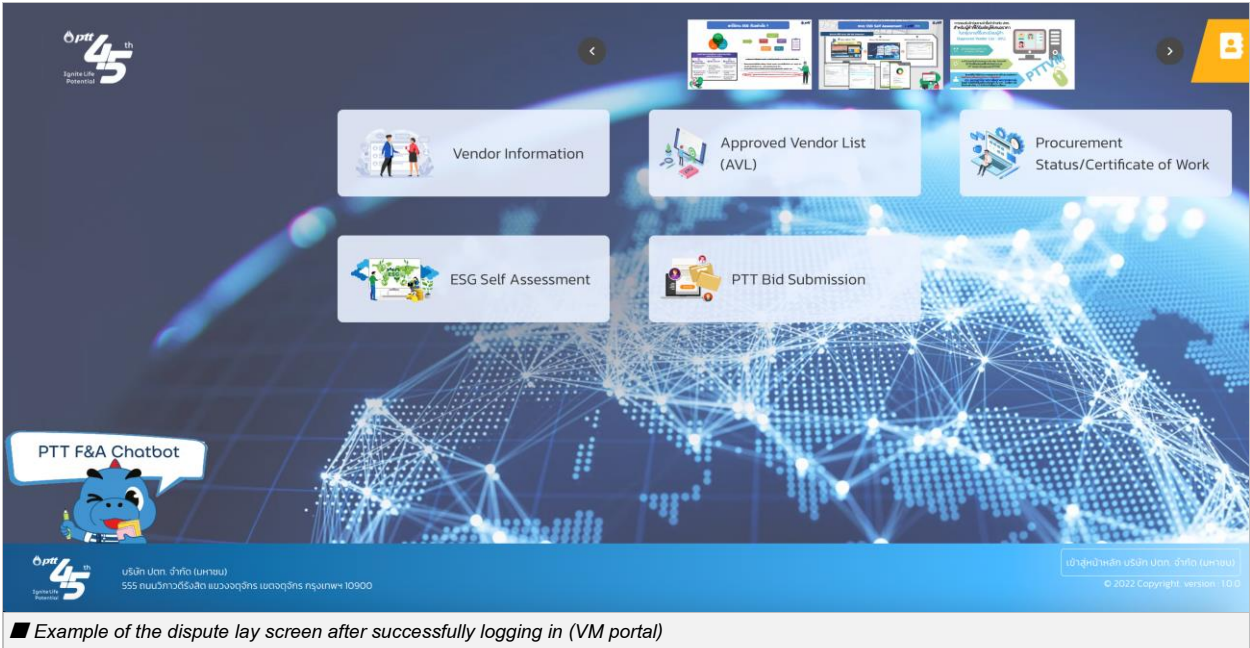 ptt
45th
Ignite Life
Potential
PTTVM
Vendor Information
Approved Vendor List
(AVL)
Procurement
Status/Certificate of Work
ESG Self Assessment
PTT Bid Submission
PTT F&A Chatbot
ptt
45th
Ignite Life
Potential
บริษัท ปตท. จำกัด (มหาชน)
555 ถนนวิภาวดีรังสิต แขวงจตุจักร เขตจตุจักร กรุงเทพฯ 10900
เข้าสู่หน้าหลัก บริษัท ปตท. จำกัด (มหาชน)
© 2022 Copyright. version : 1.0.0
Example of the dispute lay screen after successfully logging in (VM portal)